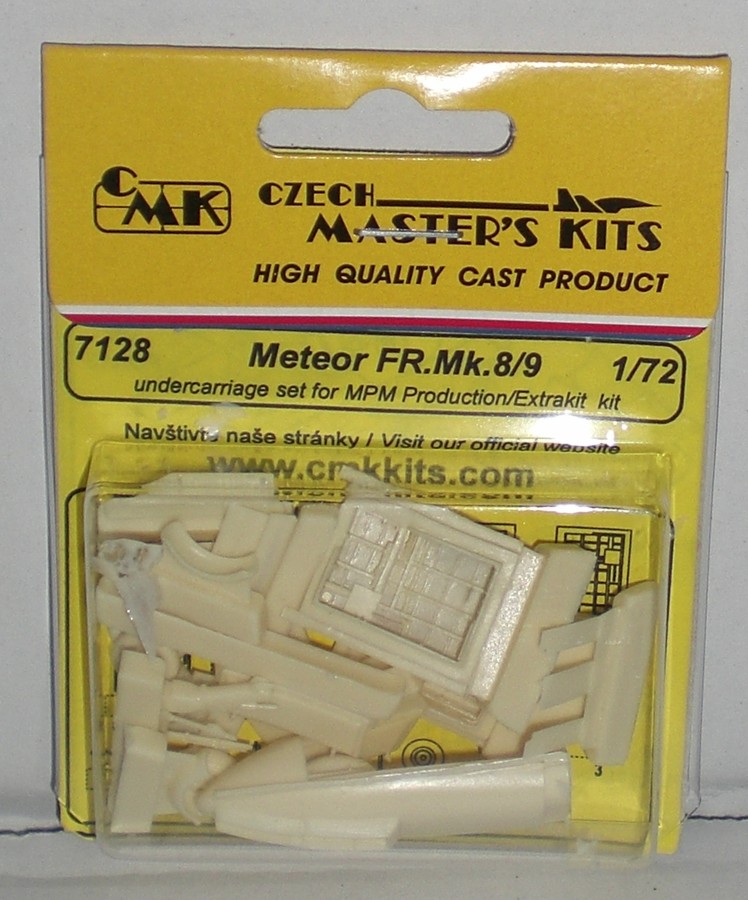 CMK
CZECH
MASTER'S KITS
HIGH QUALITY CAST PRODUCT
7128 Meteor FR.Mk.8/9 1/72
undercarriage set for MPM Production/Extrakit kit
Navštivte naše stránky / Visit our official website
www.cmkkits.com
3